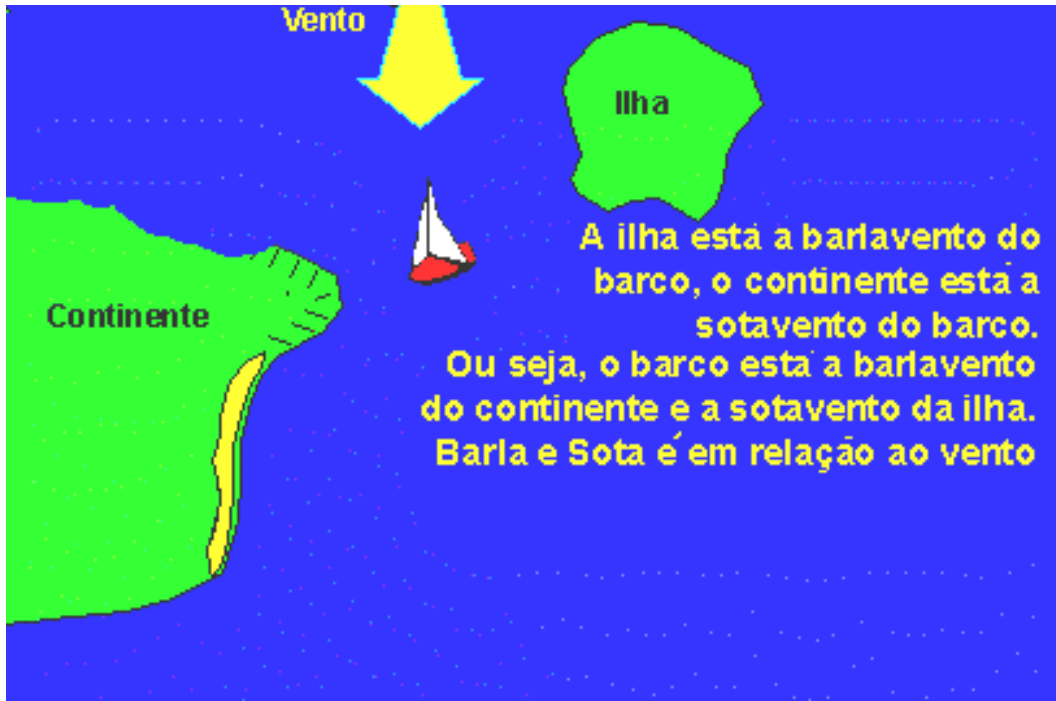 Vento
Ilha
A ilha está a barlavento do
barco, o continente está a
sotavento do barco.
Continente
Ou seja, o barco está a barlavento
do continente e a sotavento da ilha.
Barla e Sota é em relação ao vento